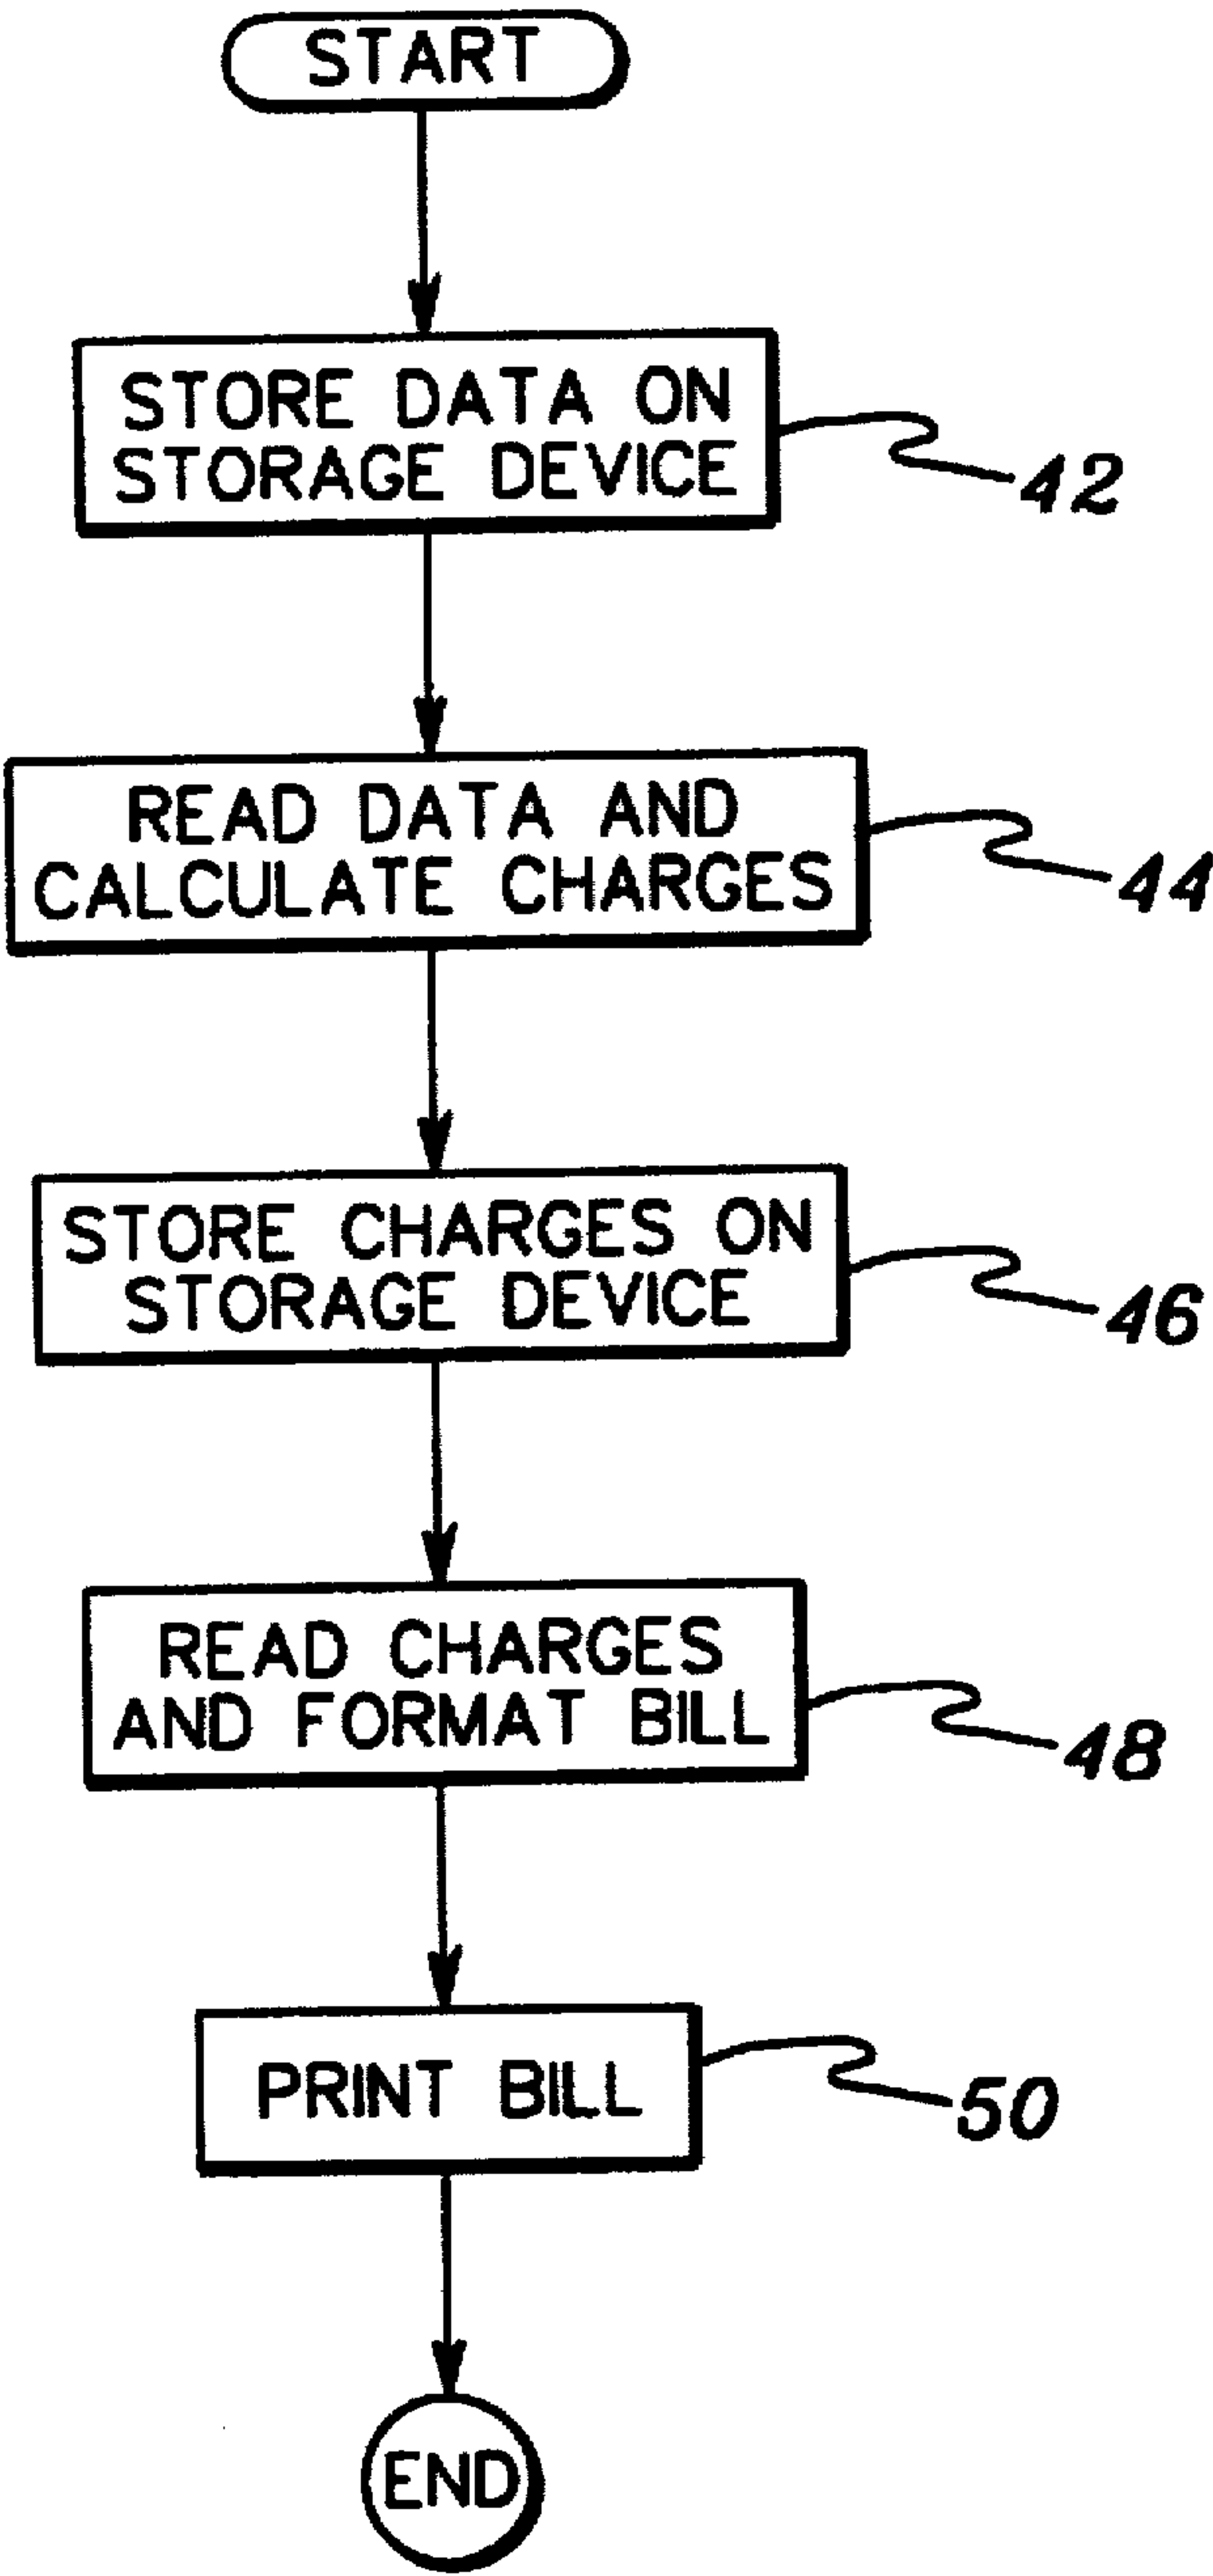 START
STORE DATA ON
STORAGE DEVICE
42
READ DATA AND
CALCULATE CHARGES
44
STORE CHARGES ON
STORAGE DEVICE
46
READ CHARGES
AND FORMAT BILL
48
PRINT BILL
50
END